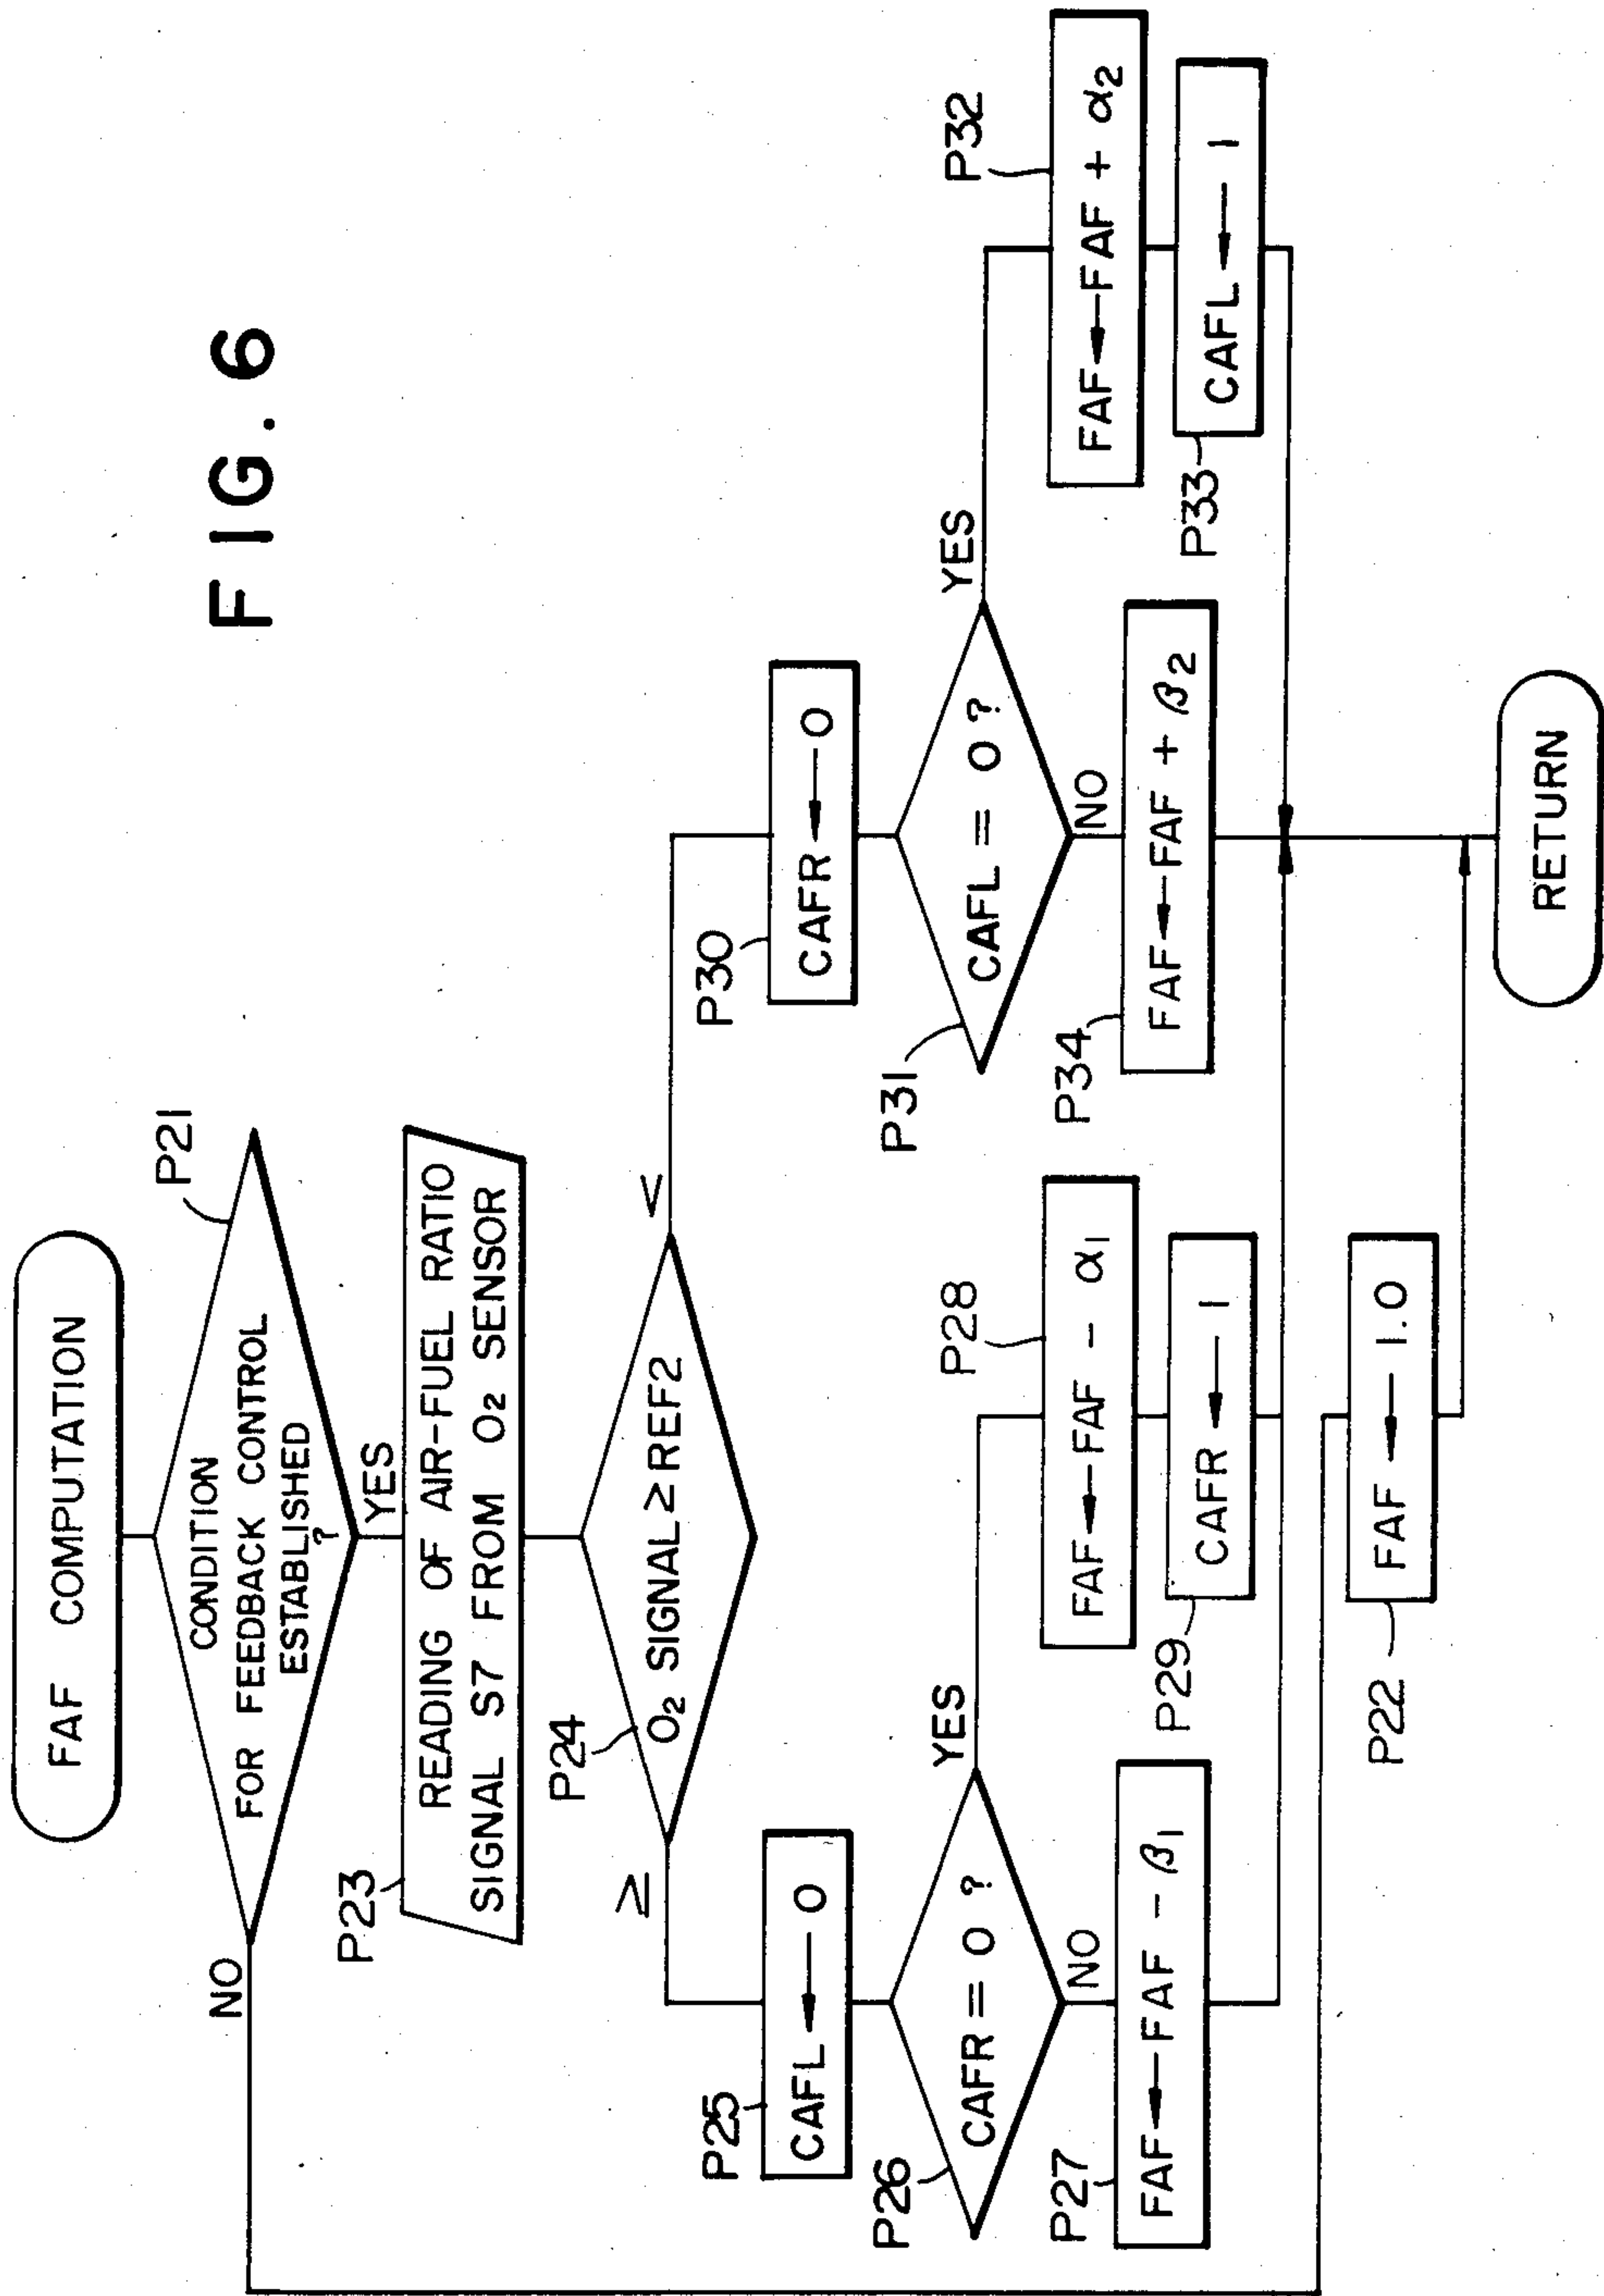 FIG. 6
FAF COMPUTATION
P21
CONDITION
FOR FEEDBACK CONTROL
ESTABLISHED
?
NO
YES
P23
READING OF AIR-FUEL RATIO
SIGNAL S7 FROM O₂ SENSOR
P24
O₂ SIGNAL ≥ REF2
≥
<
P25
CAFL ← 0
P30
CAFR ← 0
P26
CAFR = 0 ?
YES
NO
P31
CAFL = 0 ?
YES
NO
P27
FAF ← FAF - β₁
P28
FAF ← FAF - α₁
P34
FAF ← FAF + β₂
P32
FAF ← FAF + α₂
P29
CAFR ← 1
P33
CAFL ← 1
P22
FAF ← 1.0
RETURN